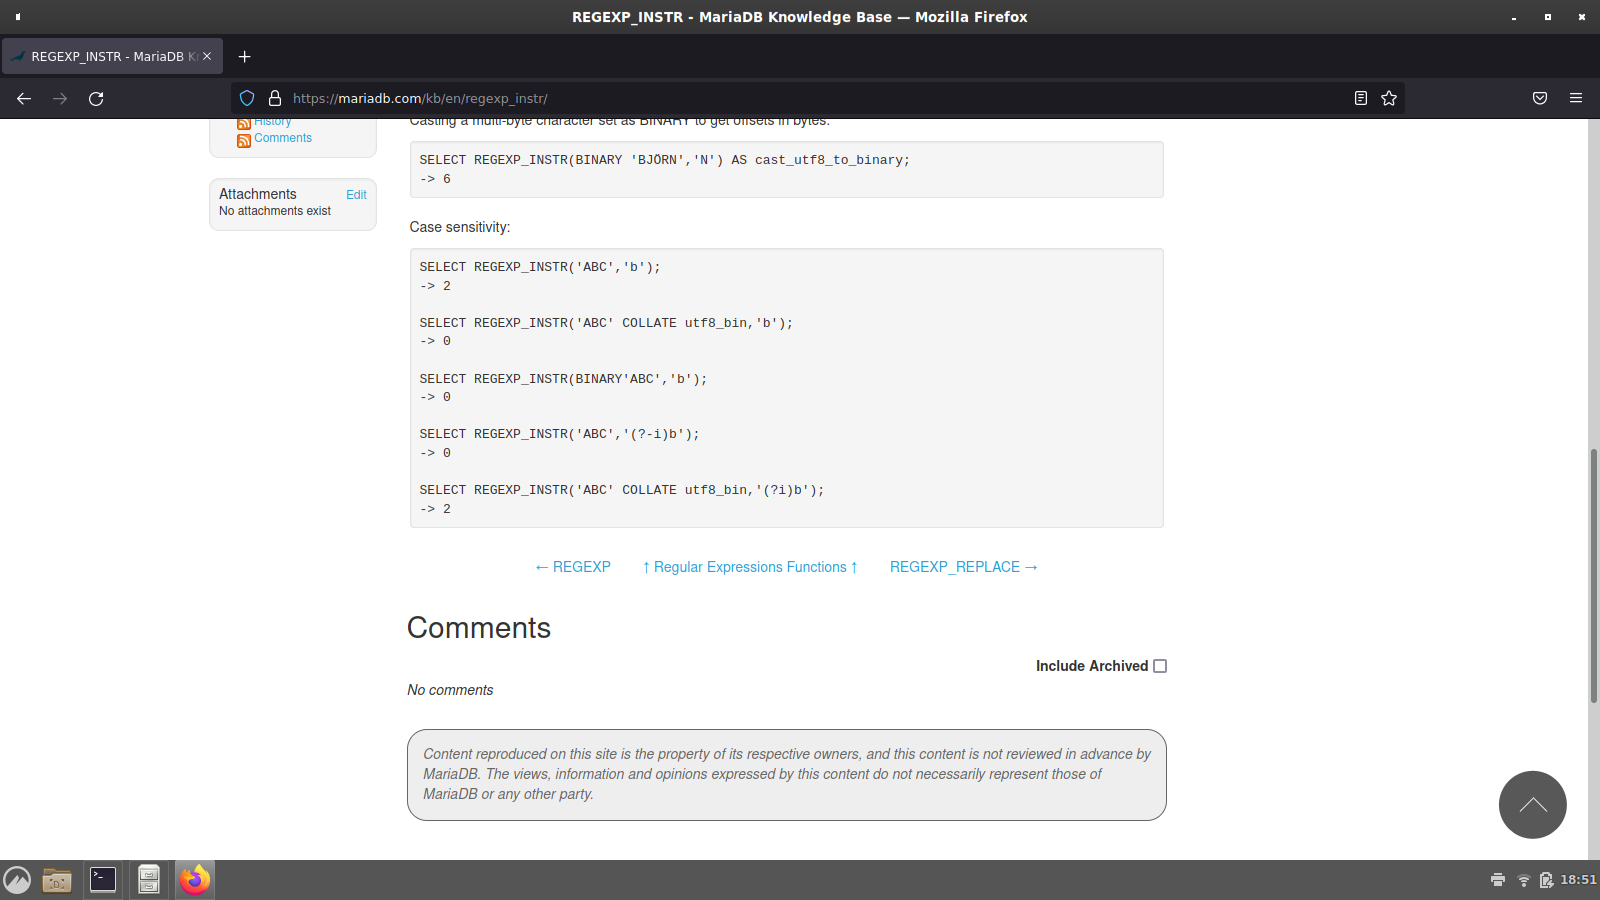 REGEXP_INSTR - MariaDB Knowledge Base — Mozilla Firefox
REGEXP_INSTR - MariaDB
https://mariadb.com/kb/en/regexp_instr/
History
Comments
Attachments
Edit
No attachments exist
Casting a multi-byte character set as BINARY to get offsets in bytes:
SELECT REGEXP_INSTR(BINARY 'BJÖRN','N') AS cast_utf8_to_binary;
-> 6
Case sensitivity:
SELECT REGEXP_INSTR('ABC','b');
-> 2
SELECT REGEXP_INSTR('ABC' COLLATE utf8_bin,'b');
-> 0
SELECT REGEXP_INSTR(BINARY'ABC','b');
-> 0
SELECT REGEXP_INSTR('ABC','(?-i)b');
-> 0
SELECT REGEXP_INSTR('ABC' COLLATE utf8_bin,'(?i)b');
-> 2
← REGEXP
↑ Regular Expressions Functions ↑
REGEXP_REPLACE →
Comments
Include Archived
No comments
Content reproduced on this site is the property of its respective owners, and this content is not reviewed in advance by
MariaDB. The views, information and opinions expressed by this content do not necessarily represent those of
MariaDB or any other party.
18:51